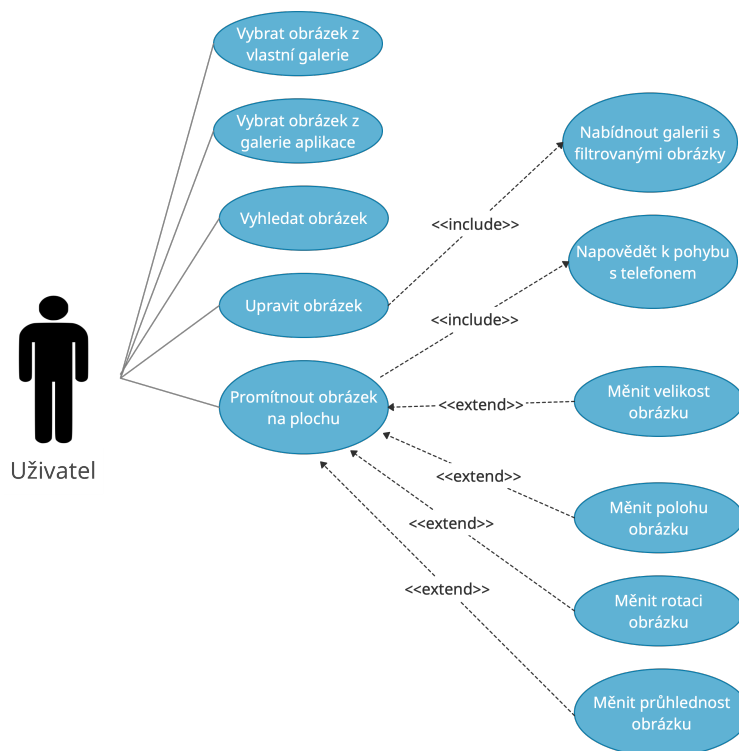 Vybrat obrázek z
vlastní galerie
Vybrat obrázek z
galerie aplikace
Nabídnout galerii s
filtrovanými obrázky
Vyhledat obrázek
<<include>>
Napovědět k pohybu
s telefonem
Upravit obrázek
<<include>>
Promítnout obrázek
na plochu
<<extend>>
Měnit velikost
obrázku
Uživatel
<<extend>>
Měnit polohu
obrázku
<<extend>>
<<extend>>
Měnit rotaci
obrázku
Měnit průhlednost
obrázku